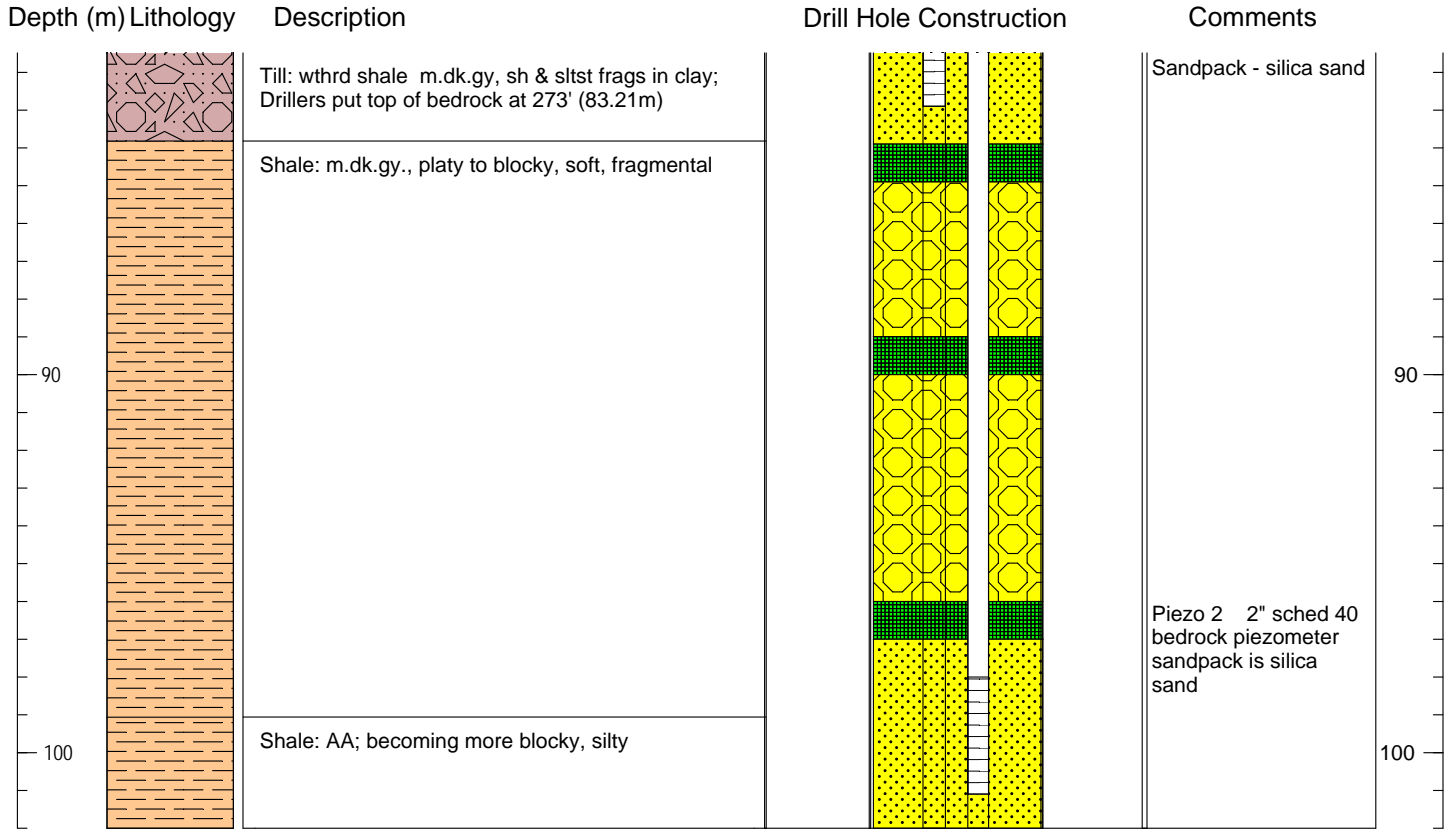 Depth (m) Lithology Description Drill Hole Construction Comments
Till: wthrd shale  m.dk.gy, sh & sltst frags in clay;
Drillers put top of bedrock at 273' (83.21m)
Sandpack - silica sand
Shale: m.dk.gy., platy to blocky, soft, fragmental
90
90
Piezo 2    2" sched 40
bedrock piezometer
sandpack is silica
sand
Shale: AA; becoming more blocky, silty
100
100